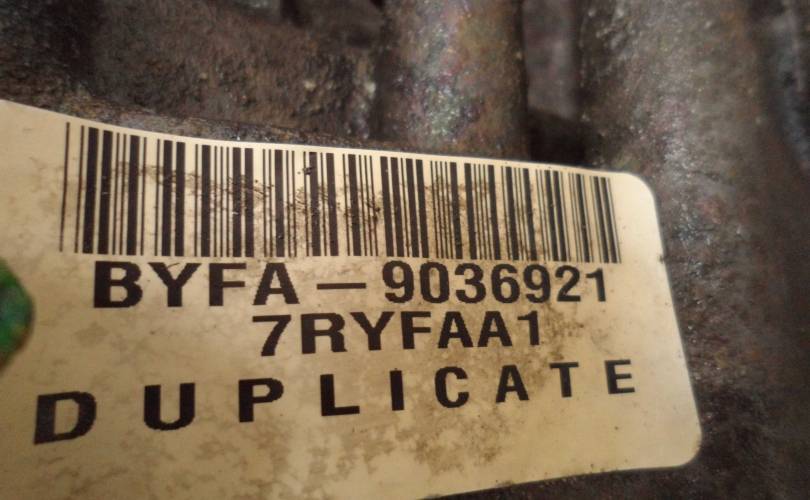 BYFA — 9036921
7RYFAA1
DUPLICATE